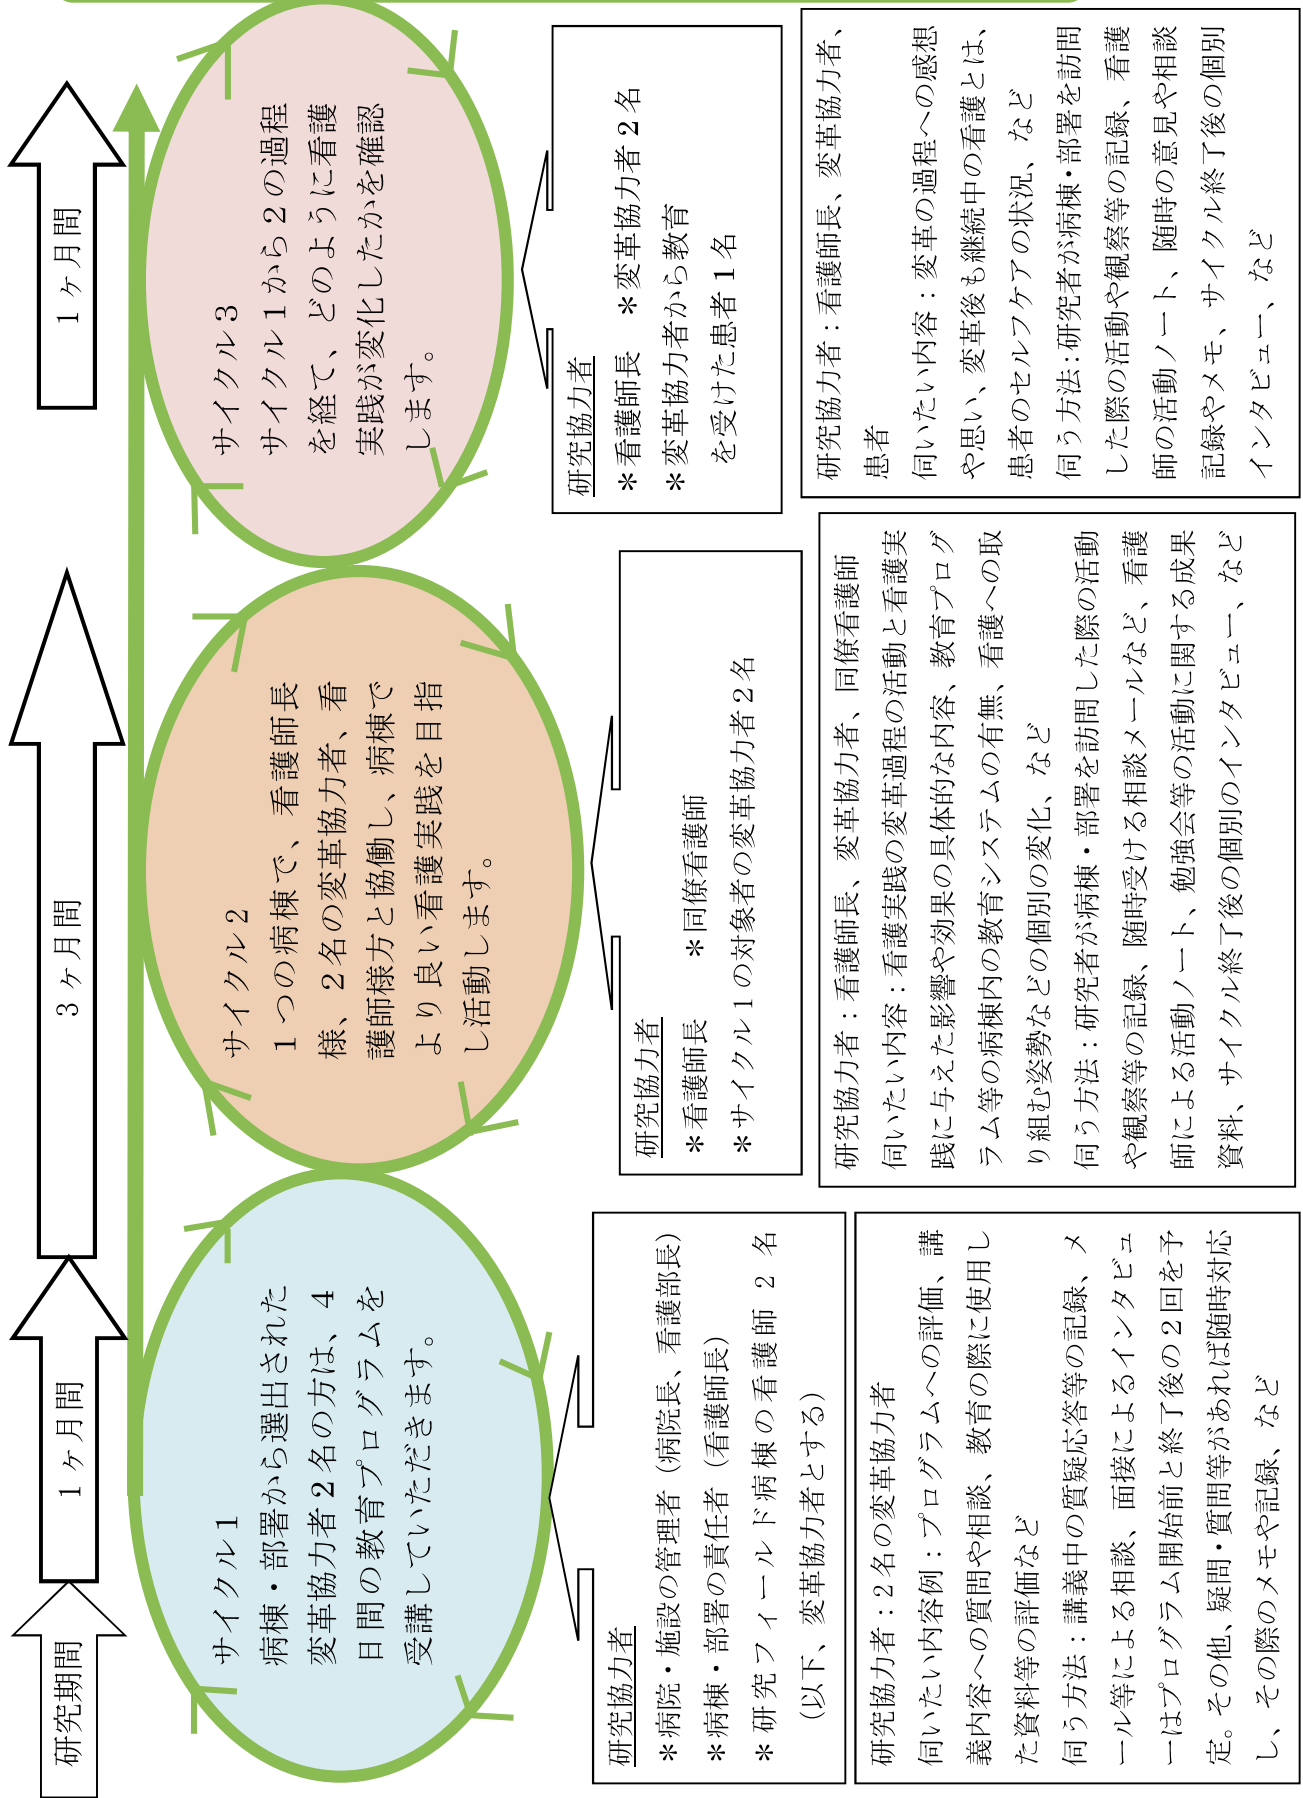 研究期間
1 ヶ月間
3 ヶ月間
1 ヶ月間
サイクル1
病棟・部署から選出された
変革協力者2名の方は、4
日間の教育プログラムを
受講していただきます。
サイクル2
1 つの病棟で、看護師長
様、2名の変革協力者、看
護師様方と協働し、病棟で
より良い看護実践を目指
し活動します。
サイクル3
サイクル1から2の過程
を経て、どのように看護
実践が変化したかを確認
します。
研究協力者
＊病院・施設の管理者（病院長、看護部長）
＊病棟・部署の責任者（看護師長）
＊研究フィールド病棟の看護師 2 名
（以下、変革協力者とする）
研究協力者
＊看護師長　＊同僚看護師
＊サイクル1の対象者の変革協力者2名
研究協力者
＊看護師長　＊変革協力者 2 名
＊変革協力者から教育
を受けた患者1名
研究協力者：2名の変革協力者
伺いたい内容例：プログラムへの評価、講
義内容への質問や相談、教育の際に使用し
た資料等の評価など
伺う方法：講義中の質疑応答等の記録、メ
ール等による相談、面接によるインタビュ
ーはプログラム開始前と終了後の2回を予
定。その他、疑問・質問等があれば随時対応
し、その際のメモや記録、など
研究協力者：看護師長、変革協力者、同僚看護師
伺いたい内容：看護実践の変革過程の活動と看護実
践に与えた影響や効果の具体的な内容、教育プログ
ラム等の病棟内の教育システムの有無、看護への取
り組む姿勢などの個別の変化、など
伺う方法：研究者が病棟・部署を訪問した際の活動
や観察等の記録、随時受ける相談メールなど、看護
師による活動ノート、勉強会等の活動に関する成果
資料、サイクル終了後の個別のインタビュー、など
研究協力者：看護師長、変革協力者、
患者
伺いたい内容：変革の過程への感想
や思い、変革後も継続中の看護とは、
患者のセルフケアの状況、など
伺う方法：研究者が病棟・部署を訪問
した際の活動や観察等の記録、看護
師の活動ノート、随時の意見や相談
記録やメモ、サイクル終了後の個別
インタビュー、など